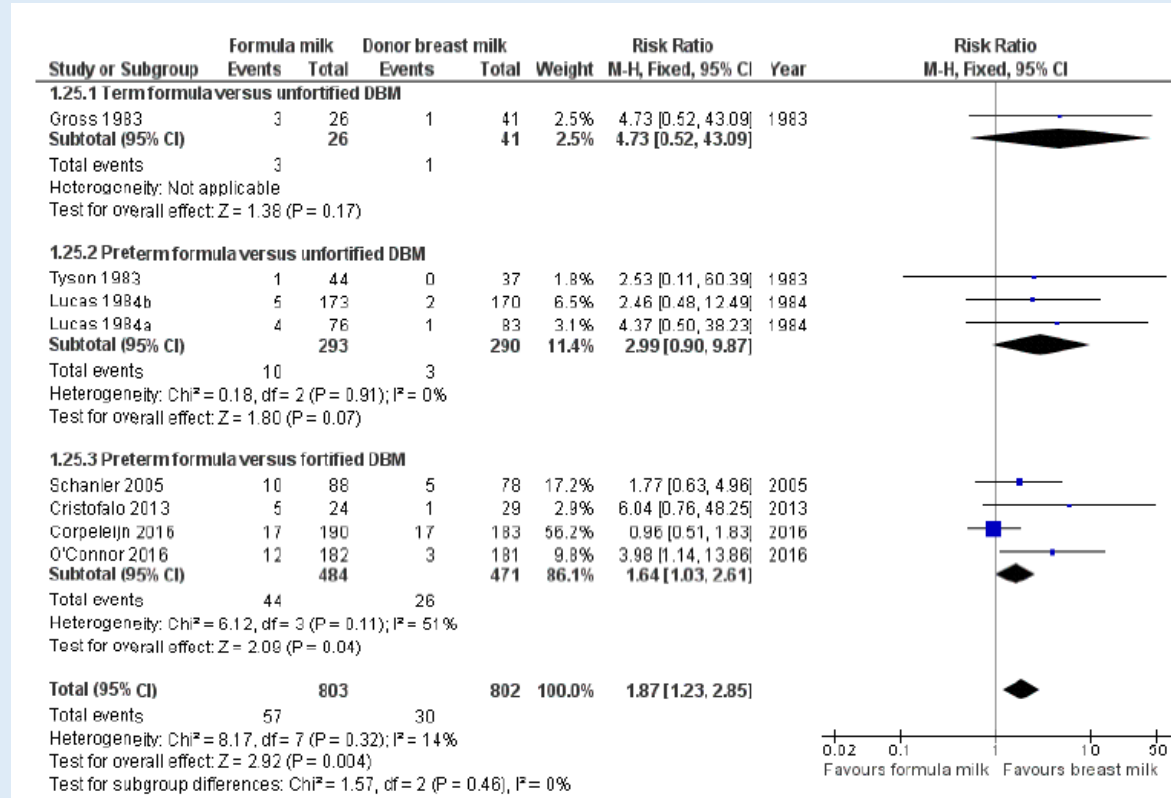 Formula milk Donor breast milk Risk Ratio Risk Ratio
Study or Subgroup Events Total Events Total Weight M-H, Fixed, 95% CI Year M-H, Fixed, 95% CI
1.25.1 Term formula versus unfortified DBM
Gross 1983 3 26 1 41 2.5% 4.73 [0.52, 43.09] 1983
Subtotal (95% CI) 26 41 2.5% 4.73 [0.52, 43.09]
Total events 3 1
Heterogeneity: Not applicable
Test for overall effect: Z = 1.38 (P = 0.17)
1.25.2 Preterm formula versus unfortified DBM
Tyson 1983 1 44 0 37 1.8% 2.53 [0.11, 60.39] 1983
Lucas 1984b 5 173 2 170 6.5% 2.46 [0.48, 12.49] 1984
Lucas 1984a 4 76 1 83 3.1% 4.37 [0.50, 38.23] 1984
Subtotal (95% CI) 293 290 11.4% 2.99 [0.90, 9.87]
Total events 10 3
Heterogeneity: Chi² = 0.18, df = 2 (P = 0.91); I² = 0%
Test for overall effect: Z = 1.80 (P = 0.07)
1.25.3 Preterm formula versus fortified DBM
Schanler 2005 10 88 5 78 17.2% 1.77 [0.63, 4.96] 2005
Cristofalo 2013 5 24 1 29 2.9% 6.04 [0.76, 48.25] 2013
Corpeleijn 2016 17 190 17 183 56.2% 0.96 [0.51, 1.83] 2016
O'Connor 2016 12 182 3 181 9.8% 3.98 [1.14, 13.86] 2016
Subtotal (95% CI) 484 471 86.1% 1.64 [1.03, 2.61]
Total events 44 26
Heterogeneity: Chi² = 6.12, df = 3 (P = 0.11); I² = 51%
Test for overall effect: Z = 2.09 (P = 0.04)
Total (95% CI) 803 802 100.0% 1.87 [1.23, 2.85]
Total events 57 30
Heterogeneity: Chi² = 8.17, df = 7 (P = 0.32); I² = 14%
Test for overall effect: Z = 2.92 (P = 0.004)
Test for subgroup differences: Chi² = 1.57, df = 2 (P = 0.46), I² = 0%
0.02 0.1 1 10 50
Favours formula milk Favours breast milk